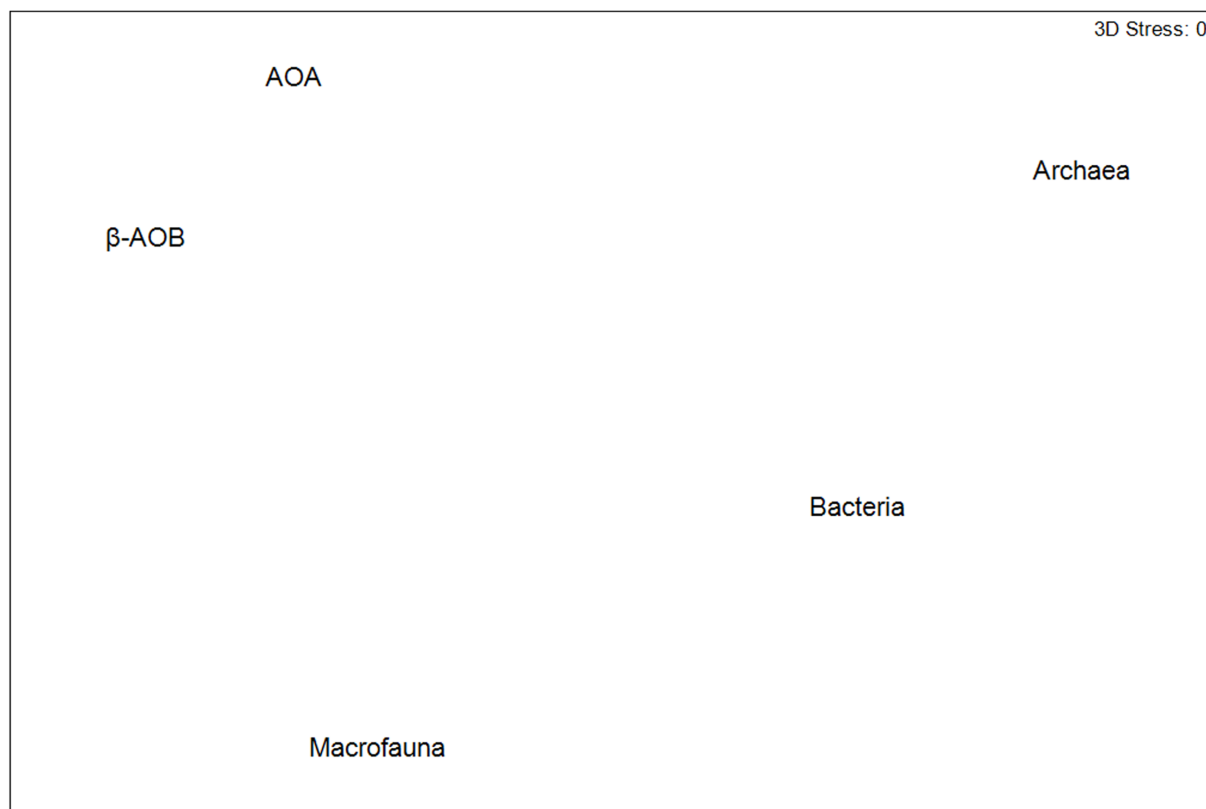 3D Stress: 0
AOA
Archaea
β-AOB
Bacteria
Macrofauna